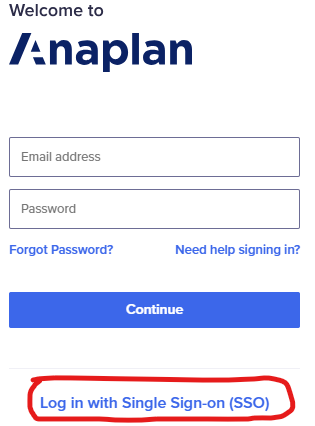 Welcome to
Anaplan
Email address
Password
Forgot Password? Need help signing in?
Continue
Log in with Single Sign-on (SSO)